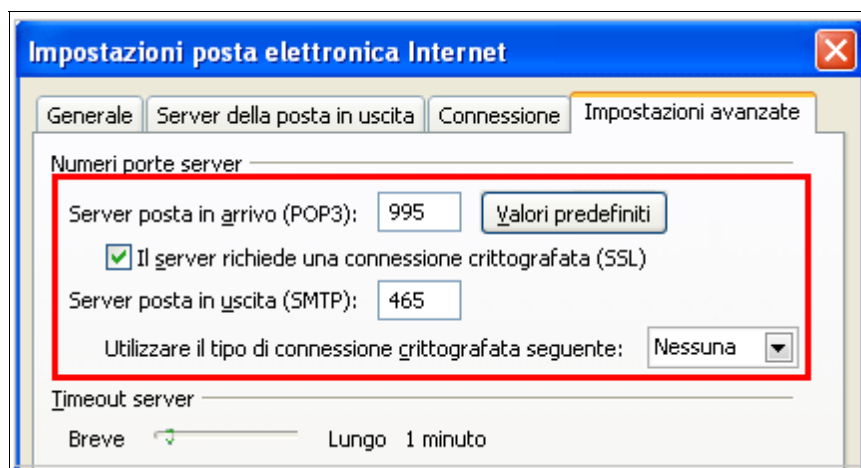 Impostazioni posta elettronica Internet
Generale Server della posta in uscita Connessione Impostazioni avanzate
Numeri porte server
Server posta in arrivo (POP3): 995 Valori predefiniti
Il server richiede una connessione crittografata (SSL)
Server posta in uscita (SMTP): 465
Utilizzare il tipo di connessione crittografata seguente: Nessuna
Timeout server
Breve Lungo 1 minuto